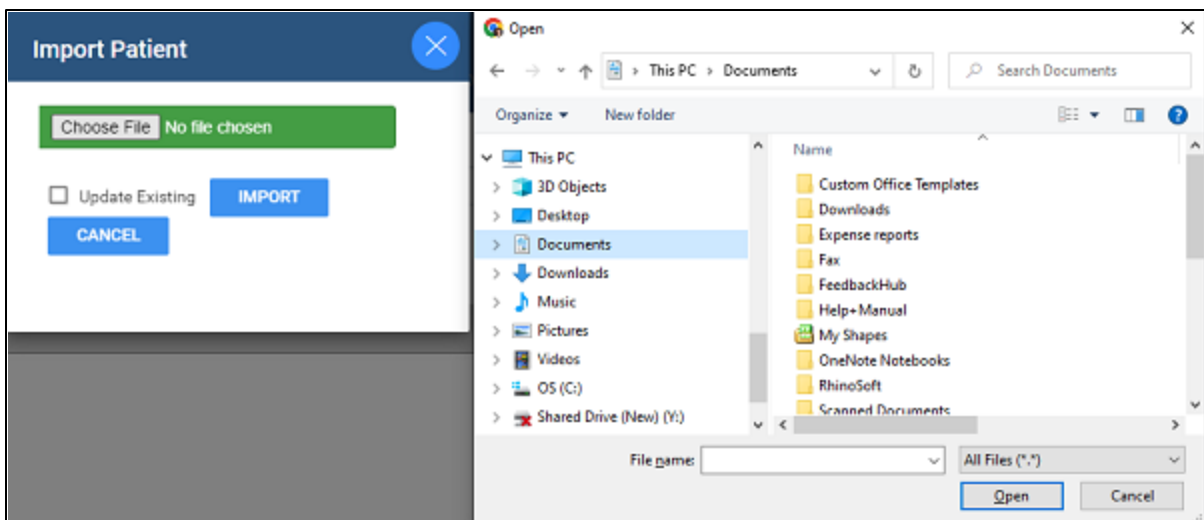 Import Patient
Choose File No file chosen
Update Existing IMPORT
CANCEL
Open
This PC > Documents
Search Documents
Organize
New folder
This PC
3D Objects
Desktop
Documents
Downloads
Music
Pictures
Videos
OS (C:)
Shared Drive (New) (Y:)
Name
Custom Office Templates
Downloads
Expense reports
Fax
FeedbackHub
Help+Manual
My Shapes
OneNote Notebooks
RhinoSoft
Scanned Documents
File name:
All Files (*.*)
Open Cancel